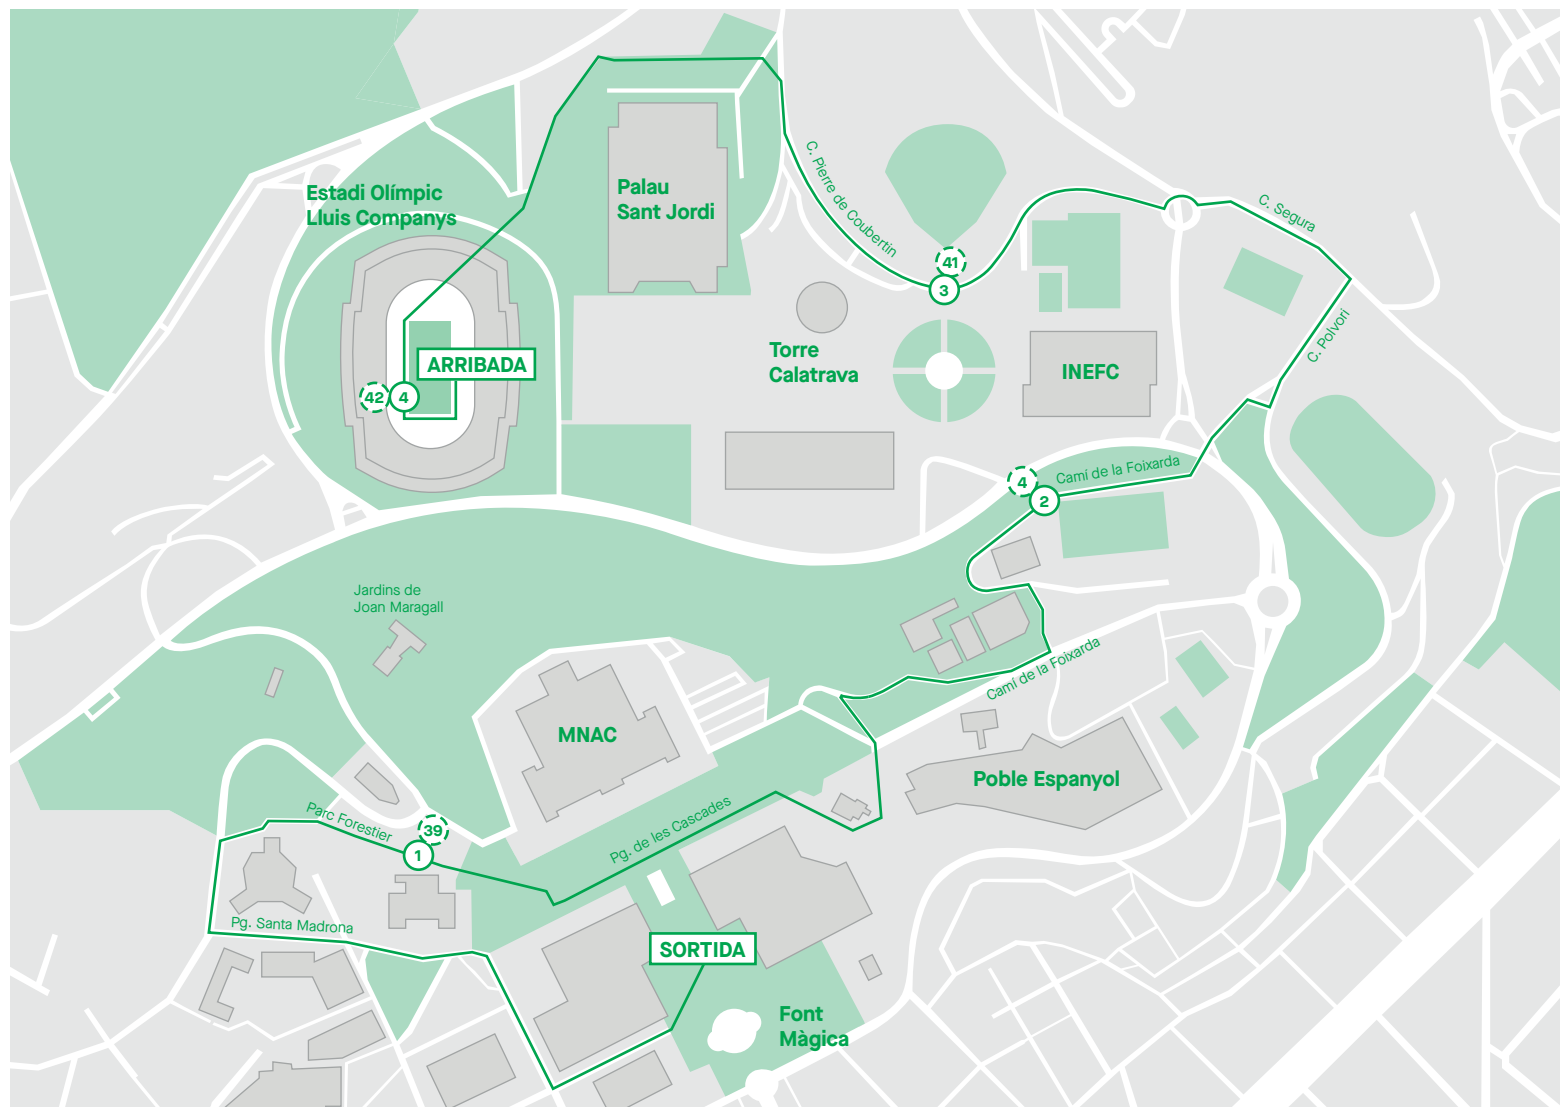 Estadi Olímpic
Lluis Companys
Palau
Sant Jordi
C. Pierre de Coubertin
41
3
C. Segura
C. Polvori
Torre
Calatrava
INEFC
ARRIBADA
42
4
4
2
Camí de la Foixarda
Jardins de
Joan Maragall
Camí de la Foixarda
MNAC
Poble Espanyol
Parc Forestier
39
1
Pg. de les Cascades
Pg. Santa Madrona
SORTIDA
Font
Màgica